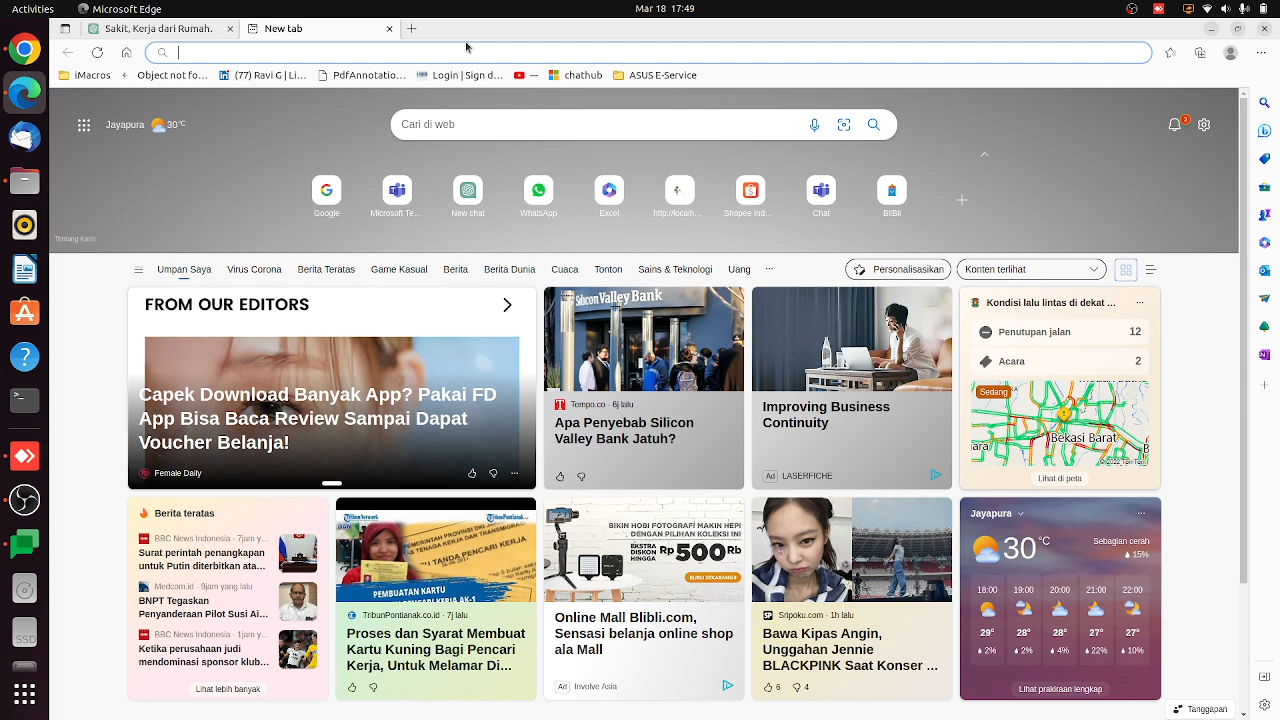 Activities
Microsoft Edge
Mar 18 17:49
Sakit, Kerja dari Rumah.
New tab
iMacros
Object not fo...
(77) Ravi G | Li...
PdfAnnotatio...
Login | Sign d...
chathub
ASUS E-Service
Jayapura
30°C
Cari di web
3
Google
Microsoft Te...
New chat
WhatsApp
Excel
http://localh...
Shopee Ind...
Chat
BliBli
Tentang Kami
Umpan Saya
Virus Corona
Berita Teratas
Game Kasual
Berita
Berita Dunia
Cuaca
Tonton
Sains & Teknologi
Uang
Personalisasikan
Konten terlihat
FROM OUR EDITORS
Capek Download Banyak App? Pakai FD
App Bisa Baca Review Sampai Dapat
Voucher Belanja!
Female Daily
Silicon Valley Bank
Tempo.co · 6j lalu
Apa Penyebab Silicon
Valley Bank Jatuh?
Improving Business
Continuity
Ad LASERFICHE
Kondisi lalu lintas di dekat ...
Penutupan jalan 12
Acara 2
Sedang
Bekasi Barat
© 2022 TomTom
Lihat di peta
Berita teratas
BBC News Indonesia · 7jam y...
Surat perintah penangkapan
untuk Putin diterbitkan ata...
Medcom.id · 9jam yang lalu
BNPT Tegaskan
Penyanderaan Pilot Susi Ai...
BBC News Indonesia · 1jam y...
Ketika perusahaan judi
mendominasi sponsor klub...
Lihat lebih banyak
TribunPontianak
TribunPontianak
TANDA PENCARI KERJA
PEMBUATAN KARTU
TribunPontianak.co.id · 7j lalu
Proses dan Syarat Membuat
Kartu Kuning Bagi Pencari
Kerja, Untuk Melamar Di...
BIKIN HOBI FOTOGRAFI MAKIN HEPI
DENGAN PILIHAN KOLEKSI INI
EKSTRA
DISKON
HINGGA
Rp500Rb
BLIBLI SEKARANG
Online Mall Blibli.com,
Sensasi belanja online shop
ala Mall
Ad Involve Asia
Sripoku.com · 1h lalu
Bawa Kipas Angin,
Unggahan Jennie
BLACKPINK Saat Konser ...
6 4
Jayapura
30°C
Sebagian cerah
15%
18:00 19:00 20:00 21:00 22:00
29° 28° 28° 27° 27°
2% 2% 4% 22% 10%
Lihat prakiraan lengkap
Tanggapan
SSD